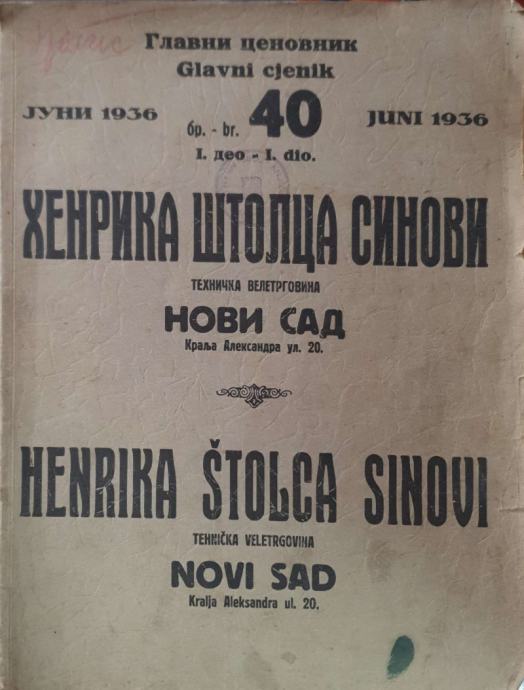 Главни ценовник
Glavni cjenik
ЈУНИ 1936
бр. - br. 40
JUNI 1936
I. део - I. dio.
ХЕНРИКА ШТОЛЦА СИНОВИ
ТЕХНИЧКА ВЕЛЕТРГОВИНА
НОВИ САД
Краља Александра ул. 20.
HENRIKA ŠTOLCA SINOVI
TEHNIČKA VELETRGOVINA
NOVI SAD
Kralja Aleksandra ul. 20.